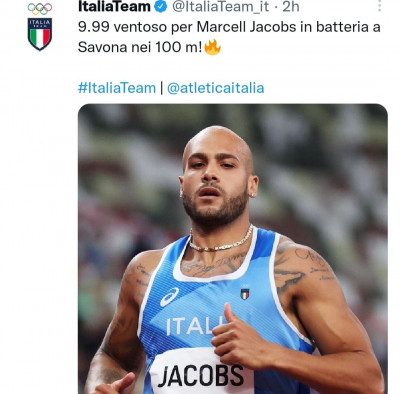 ItaliaTeam @ItaliaTeam_it · 2h
9.99 ventoso per Marcell Jacobs in batteria a
Savona nei 100 m!🔥
#ItaliaTeam | @atleticaitalia
ITALIA
TEAM
ITALIA
JACOBS